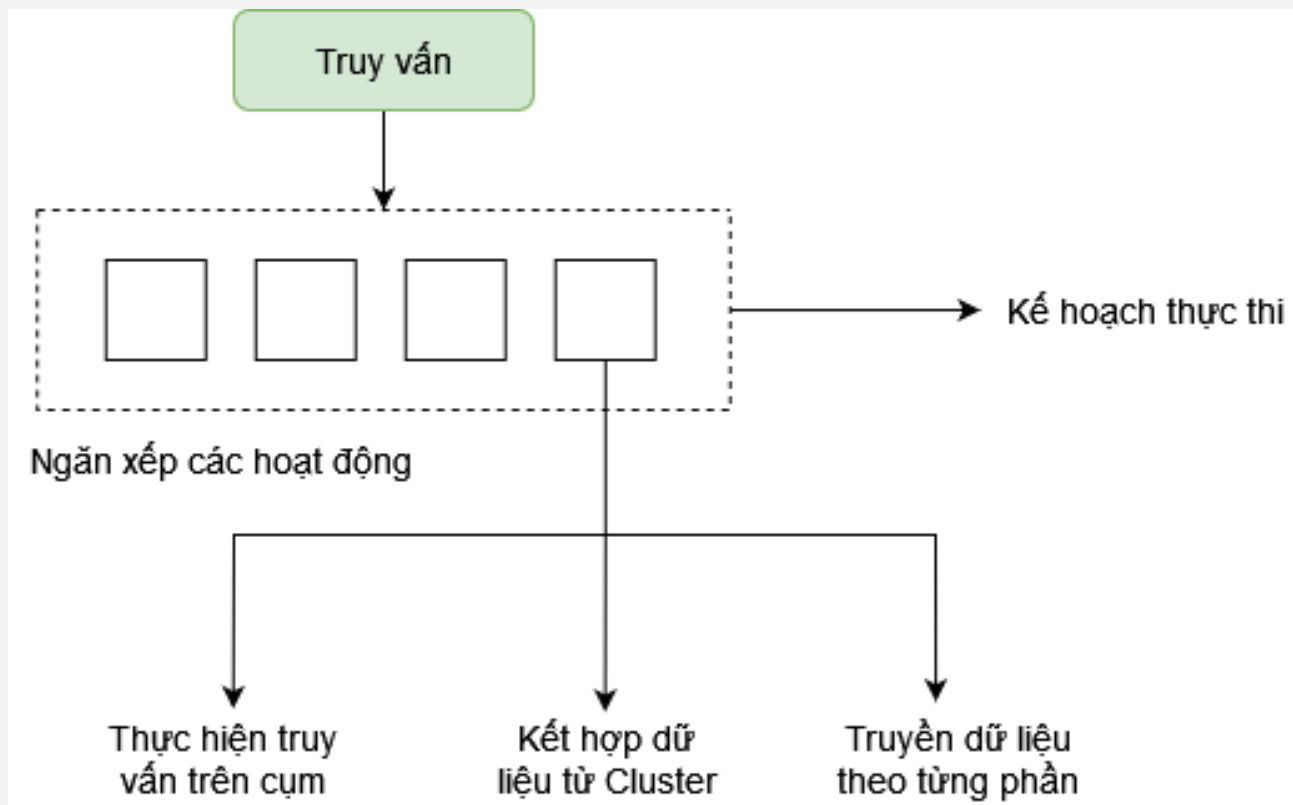 Truy vấn
Kế hoạch thực thi
Ngăn xếp các hoạt động
Thực hiện truy
vấn trên cụm
Kết hợp dữ
liệu từ Cluster
Truyền dữ liệu
theo từng phần